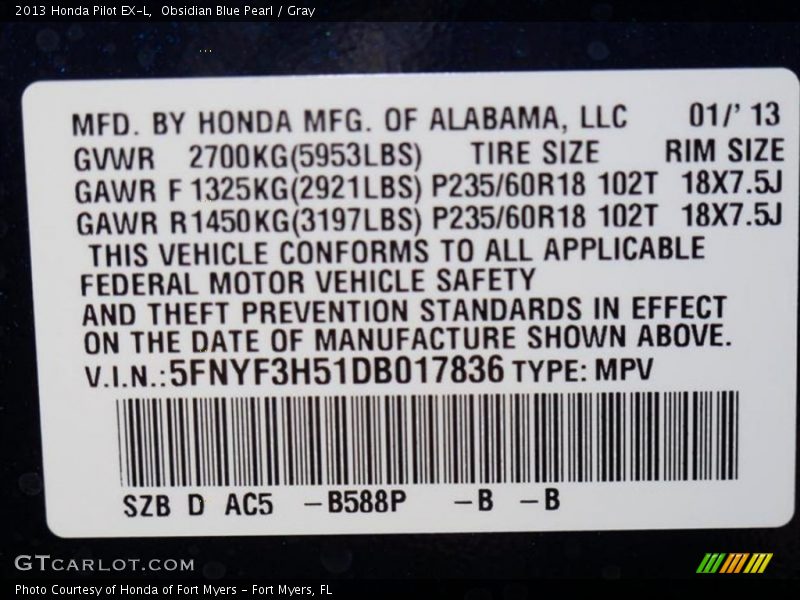 2013 Honda Pilot EX-L,  Obsidian Blue Pearl / Gray
MFD. BY HONDA MFG. OF ALABAMA, LLC 01/' 13
GVWR 2700KG(5953LBS) TIRE SIZE RIM SIZE
GAWR F 1325KG(2921LBS) P235/60R18 102T 18X7.5J
GAWR R1450KG(3197LBS) P235/60R18 102T 18X7.5J
THIS VEHICLE CONFORMS TO ALL APPLICABLE
FEDERAL MOTOR VEHICLE SAFETY
AND THEFT PREVENTION STANDARDS IN EFFECT
ON THE DATE OF MANUFACTURE SHOWN ABOVE.
V.I.N.:5FNYF3H51DB017836 TYPE: MPV
SZB D AC5 –B588P –B –B
GTCARLOT.COM
Photo Courtesy of Honda of Fort Myers – Fort Myers, FL